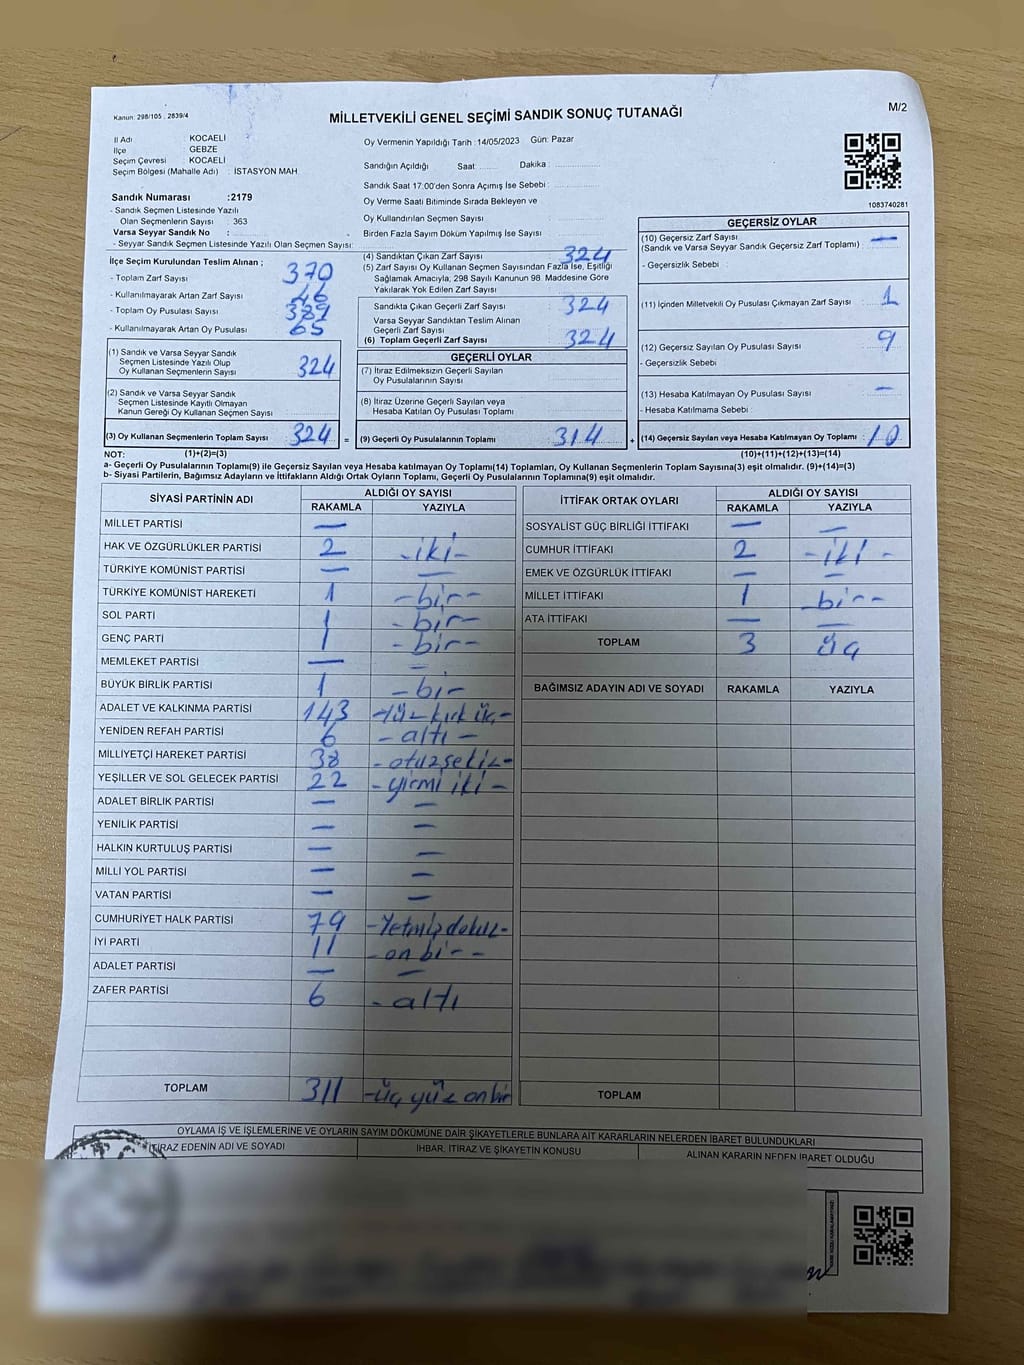 Kanun: 298/105 , 2839/4
MİLLETVEKİLİ GENEL SEÇİMİ SANDIK SONUÇ TUTANAĞI
M/2
İl Adı : KOCAELİ
İlçe : GEBZE
Seçim Çevresi : KOCAELİ
Seçim Bölgesi (Mahalle Adı) : İSTASYON MAH
Sandık Numarası :2179
- Sandık Seçmen Listesinde Yazılı
Olan Seçmenlerin Sayısı : 363
Varsa Seyyar Sandık No :
- Seyyar Sandık Seçmen Listesinde Yazılı Olan Seçmen Sayısı:
Oy Vermenin Yapıldığı Tarih : 14/05/2023 Gün: Pazar
Sandığın Açıldığı Saat: Dakika :
Sandık Saat 17.00'den Sonra Açımış İse Sebebi :
Oy Verme Saati Bitiminde Sırada Bekleyen ve
Oy Kullandırılan Seçmen Sayısı :
Birden Fazla Sayım Döküm Yapılmış İse Sayısı :
1083740281
İlçe Seçim Kurulundan Teslim Alınan ;
- Toplam Zarf Sayısı : 370
- Kullanılmayarak Artan Zarf Sayısı : 46
- Toplam Oy Pusulası Sayısı : 389
- Kullanılmayarak Artan Oy Pusulası : 65
(1) Sandık ve Varsa Seyyar Sandık
Seçmen Listesinde Yazılı Olup
Oy Kullanan Seçmenlerin Sayısı : 324
(2) Sandık ve Varsa Seyyar Sandık
Seçmen Listesinde Kayıtlı Olmayan
Kanun Gereği Oy Kullanan Seçmen Sayısı :
(3) Oy Kullanan Seçmenlerin Toplam Sayısı : 324 =
(4) Sandıktan Çıkan Zarf Sayısı : 324
(5) Zarf Sayısı Oy Kullanan Seçmen Sayısından Fazla İse, Eşitliği
Sağlamak Amacıyla, 298 Sayılı Kanunun 98. Maddesine Göre
Yakılarak Yok Edilen Zarf Sayısı :
Sandıkta Çıkan Geçerli Zarf Sayısı : 324
Varsa Seyyar Sandıktan Teslim Alınan
Geçerli Zarf Sayısı :
(6) Toplam Geçerli Zarf Sayısı : 324
GEÇERLİ OYLAR
(7) İtiraz Edilmeksizin Geçerli Sayılan
Oy Pusulalarının Sayısı :
(8) İtiraz Üzerine Geçerli Sayılan veya
Hesaba Katılan Oy Pusulası Toplamı :
(9) Geçerli Oy Pusulalarının Toplamı : 314 +
GEÇERSİZ OYLAR
(10) Geçersiz Zarf Sayısı : —
(Sandık ve Varsa Seyyar Sandık Geçersiz Zarf Toplamı)
- Geçersizlik Sebebi :
(11) İçinden Milletvekili Oy Pusulası Çıkmayan Zarf Sayısı : 1
(12) Geçersiz Sayılan Oy Pusulası Sayısı : 9
- Geçersizlik Sebebi :
(13) Hesaba Katılmayan Oy Pusulası Sayısı : —
- Hesaba Katılmama Sebebi :
(14) Geçersiz Sayılan veya Hesaba Katılmayan Oy Toplamı : 10
NOT: (1)+(2)=(3) (10)+(11)+(12)+(13)=(14)
a- Geçerli Oy Pusulalarının Toplamı(9) ile Geçersiz Sayılan veya Hesaba katılmayan Oy Toplamı(14) Toplamları, Oy Kullanan Seçmenlerin Toplam Sayısına(3) eşit olmalıdır. (9)+(14)=(3)
b- Siyasi Partilerin, Bağımsız Adayların ve İttifakların Aldığı Ortak Oyların Toplamı, Geçerli Oy Pusulalarının Toplamına(9) eşit olmalıdır.
SİYASİ PARTİNİN ADI ALDIĞI OY SAYISI
RAKAMLA YAZIYLA
MİLLET PARTİSİ —
HAK VE ÖZGÜRLÜKLER PARTİSİ 2 -iki-
TÜRKİYE KOMÜNİST PARTİSİ — —
TÜRKİYE KOMÜNİST HAREKETİ 1 -bir-
SOL PARTİ 1 -bir-
GENÇ PARTİ 1 -bir-
MEMLEKET PARTİSİ — —
BÜYÜK BİRLİK PARTİSİ 1 -bir-
ADALET VE KALKINMA PARTİSİ 143 -Yüz kırk üç-
YENİDEN REFAH PARTİSİ 6 -altı-
MİLLİYETÇİ HAREKET PARTİSİ 38 -otuzsekiz-
YEŞİLLER VE SOL GELECEK PARTİSİ 22 -yirmi iki-
ADALET BİRLİK PARTİSİ — —
YENİLİK PARTİSİ — —
HALKIN KURTULUŞ PARTİSİ — —
MİLLİ YOL PARTİSİ — —
VATAN PARTİSİ — —
CUMHURİYET HALK PARTİSİ 79 -Yetmiş dokuz-
İYİ PARTİ 11 -on bir-
ADALET PARTİSİ — —
ZAFER PARTİSİ 6 -altı
TOPLAM 311 -üç yüz on bir
İTTİFAK ORTAK OYLARI ALDIĞI OY SAYISI
RAKAMLA YAZIYLA
SOSYALİST GÜÇ BİRLİĞİ İTTİFAKI — —
CUMHUR İTTİFAKI 2 -iki-
EMEK VE ÖZGÜRLÜK İTTİFAKI — —
MİLLET İTTİFAKI 1 -bir-
ATA İTTİFAKI — —
TOPLAM 3 üç
BAĞIMSIZ ADAYIN ADI VE SOYADI RAKAMLA YAZIYLA
TOPLAM
OYLAMA İŞ VE İŞLEMLERİNE VE OYLARIN SAYIM DÖKÜMÜNE DAİR ŞİKAYETLERLE BUNLARA AİT KARARLARIN NELERDEN İBARET BULUNDUKLARI
İTİRAZ EDENİN ADI VE SOYADI İHBAR, İTİRAZ VE ŞİKAYETİN KONUSU ALINAN KARARIN NEDEN İBARET OLDUĞU